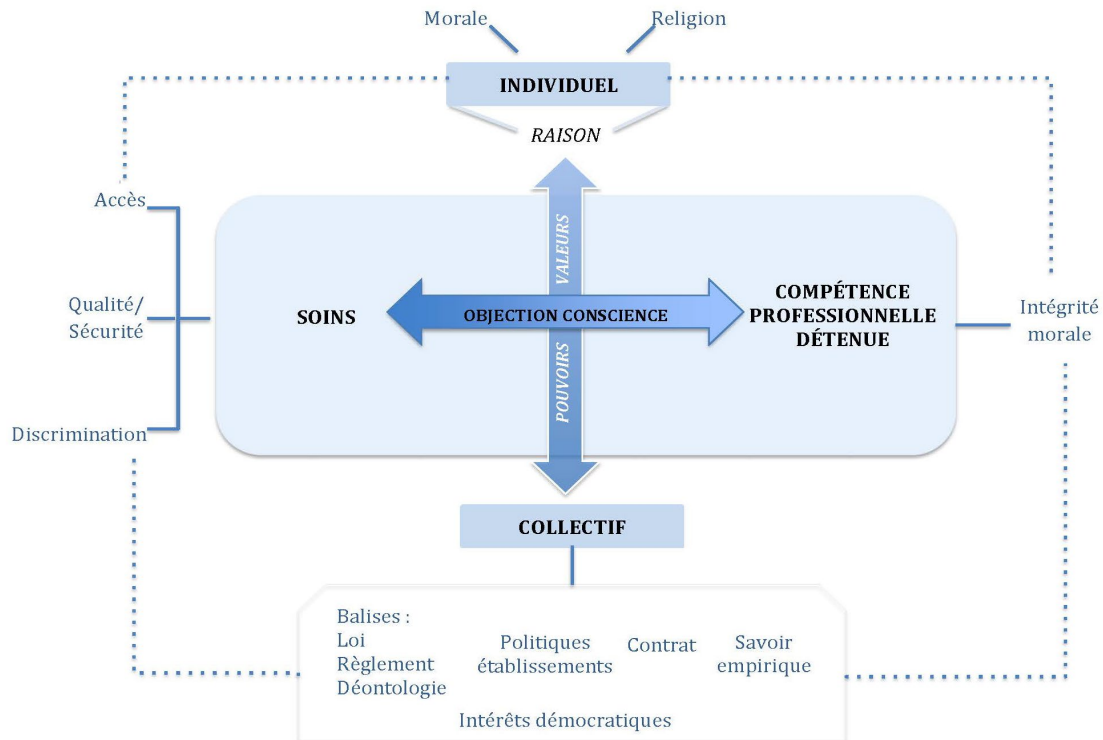 Morale
Religion
INDIVIDUEL
RAISON
Accès
VALEURS
Qualité/
Sécurité
SOINS
OBJECTION CONSCIENCE
COMPÉTENCE
PROFESSIONNELLE
DÉTENUE
Intégrité
morale
POUVOIRS
Discrimination
COLLECTIF
Balises :
Loi
Règlement
Déontologie
Politiques
établissements
Contrat
Savoir
empirique
Intérêts démocratiques